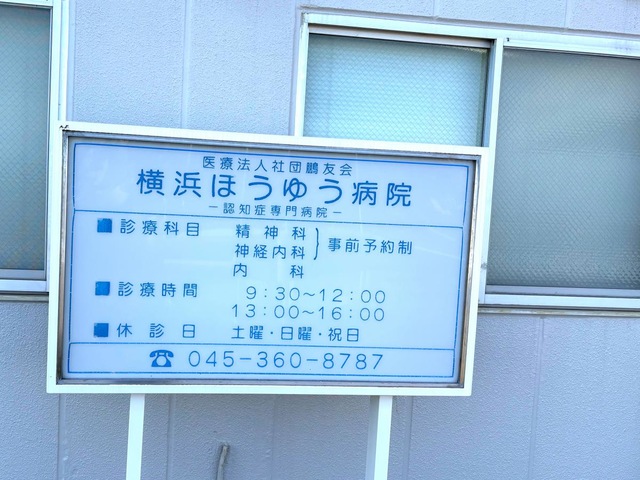 医療法人社団鵬友会
横浜ほうゆう病院
－認知症専門病院－
■診療科目 精神科
神経内科 } 事前予約制
内科
■診療時間 9：30～12：00
13：00～16：00
■休診日 土曜・日曜・祝日
☎ 045-360-8787